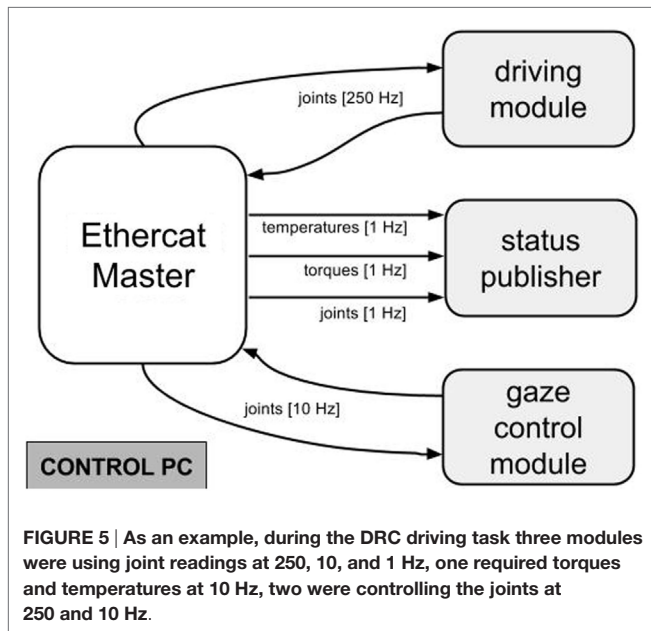 driving
module
joints [250 Hz]
Ethercat
Master
temperatures [1 Hz]
torques [1 Hz]
joints [1 Hz]
status
publisher
joints [10 Hz]
gaze
control
module
CONTROL PC
FIGURE 5 | As an example, during the DRC driving task three modules
were using joint readings at 250, 10, and 1 Hz, one required torques
and temperatures at 10 Hz, two were controlling the joints at
250 and 10 Hz.